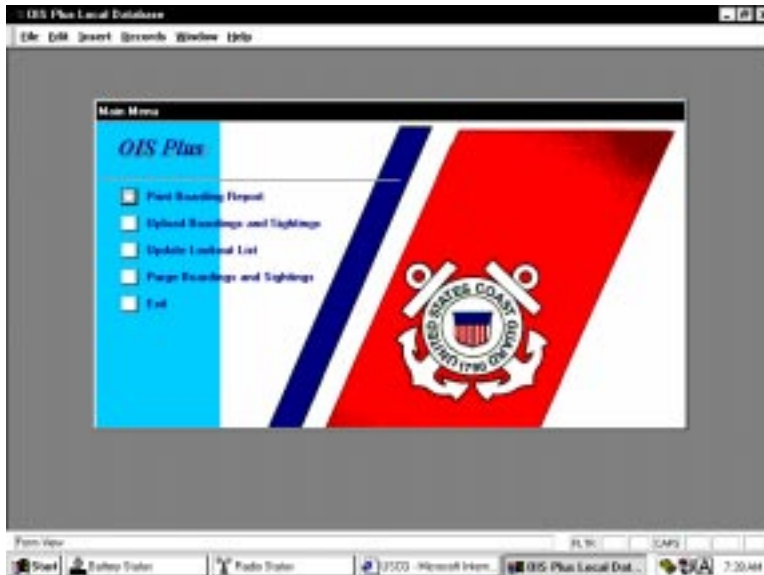 OIS Plus Local Database
File Edit Insert Records Window Help
Main Menu
OIS Plus
Print Boarding Report
Upload Boardings and Sightings
Update Lookout List
Purge Boardings and Sightings
Exit
UNITED STATES COAST GUARD
1790
Form View
FLTR
CAPS
Start
Battery Status
Radio Status
USCG - Microsoft Intern...
OIS Plus Local Dat...
7:39 AM